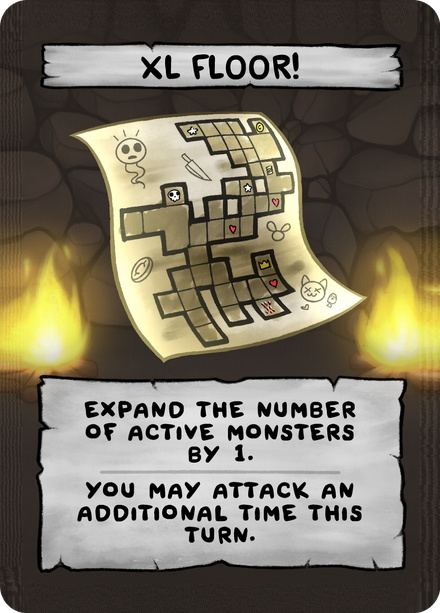 XL FLOOR!
EXPAND THE NUMBER
OF ACTIVE MONSTERS
BY 1.
YOU MAY ATTACK AN
ADDITIONAL TIME THIS
TURN.